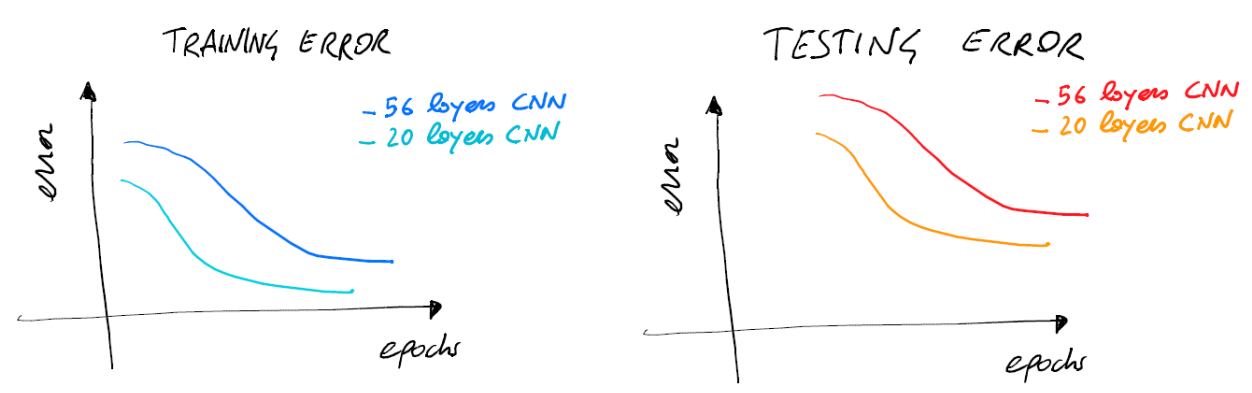 TRAINING ERROR
error
- 56 layers CNN
- 20 layers CNN
epochs
TESTING ERROR
error
- 56 layers CNN
- 20 layers CNN
epochs